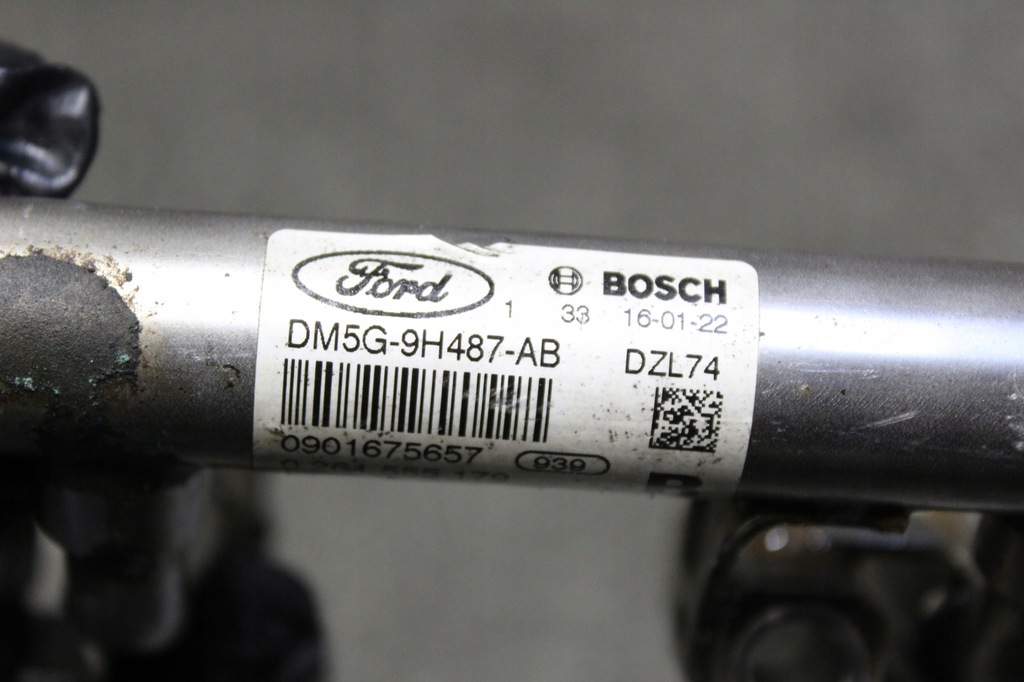 Ford
1
BOSCH
33 16-01-22
DM5G-9H487-AB
DZL74
0901675657
939